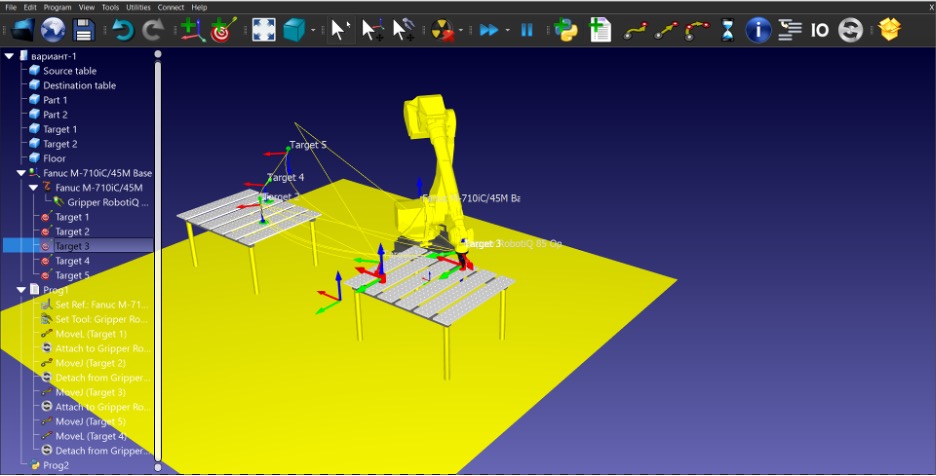 File Edit Program View Tools Utilities Connect Help X
IO
вариант-1
Source table
Destination table
Part 1
Part 2
Target 1
Target 2
Floor
Fanuc M-710iC/45M Base
Fanuc M-710iC/45M
Gripper RobotiQ ...
Target 1
Target 2
Target 3
Target 4
Target 5
Prog1
Set Ref.: Fanuc M-71...
Set Tool: Gripper Ro...
MoveL (Target 1)
Attach to Gripper Ro...
MoveJ (Target 2)
Detach from Gripper...
MoveJ (Target 3)
Attach to Gripper Ro...
MoveJ (Target 5)
MoveL (Target 4)
Detach from Gripper...
Prog2
Target 5
Target 4
Target 2
M-710iC/45M Ba
Target 3 RobotiQ 85 Op